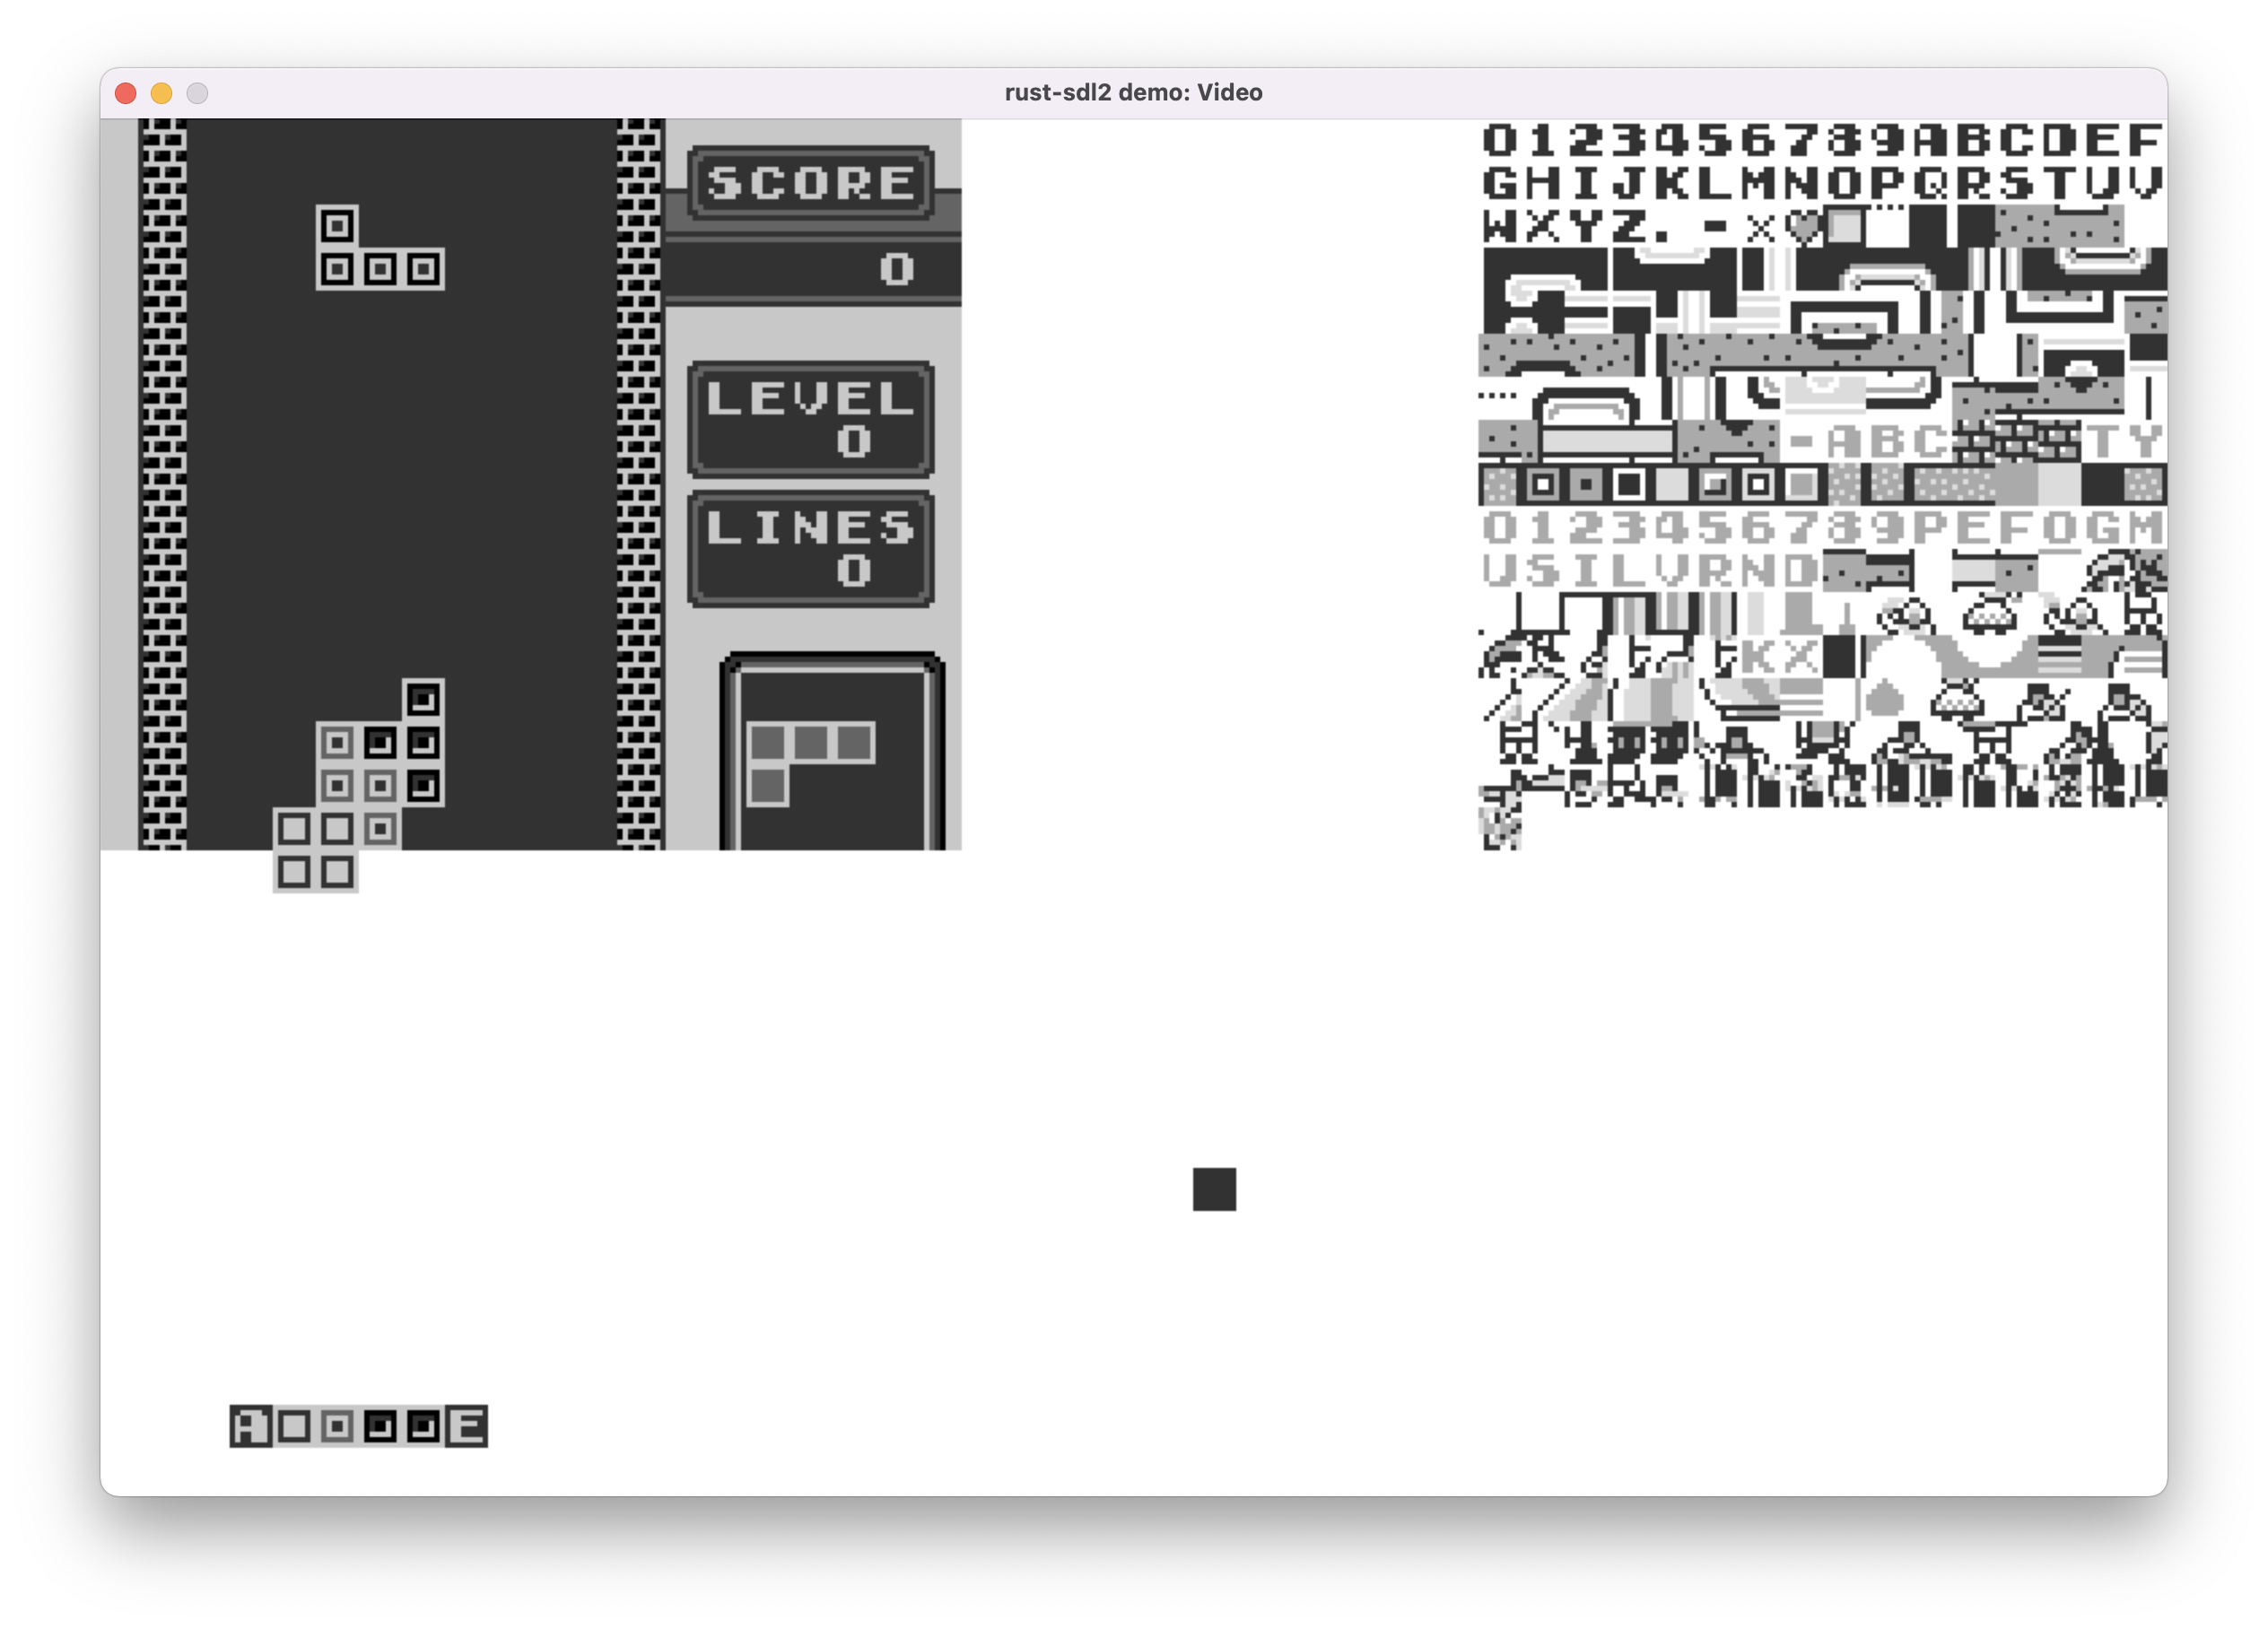 rust-sdl2 demo: Video
SCORE
0
LEVEL
0
LINES
0
0123456789ABCDEF
GHIJKLMNOPQRSTUV
WXYZ.-×♥
-ABC TY
0123456789PEFOGM
USILVRND
KX
A E